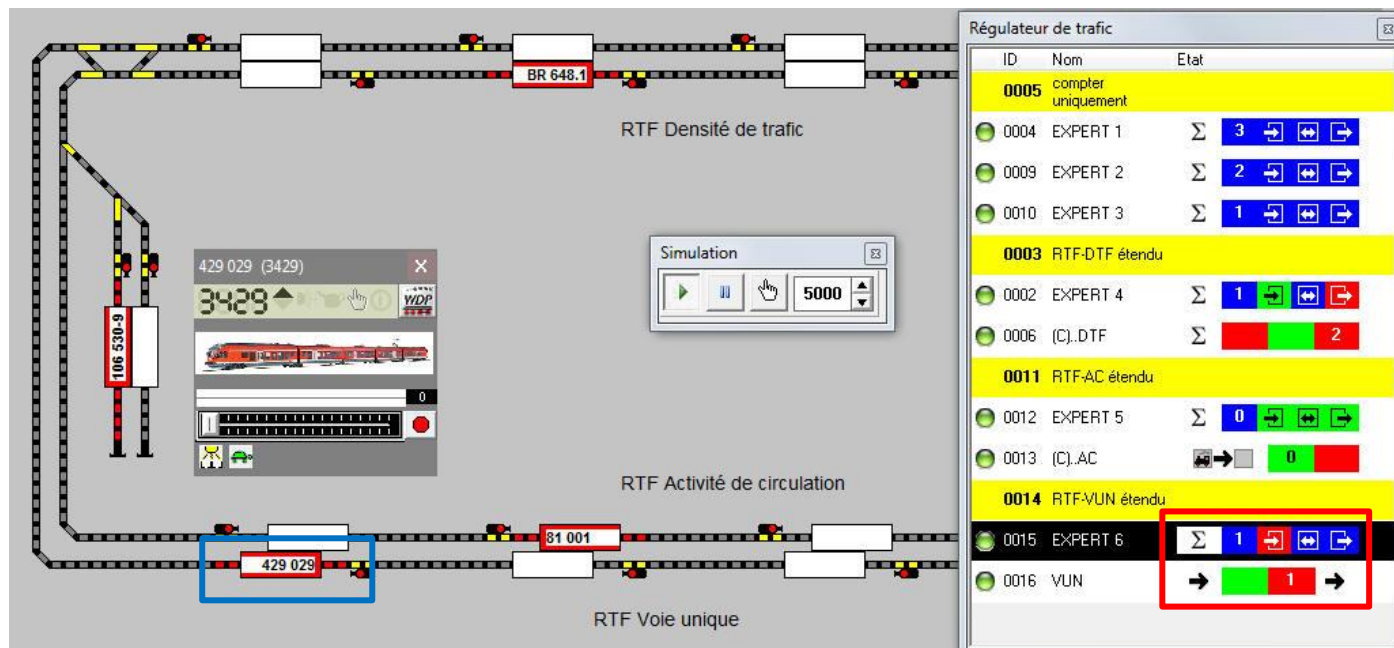 BR 648.1
RTF Densité de trafic
106 530-9
429 029 (3429)
3429
WDP
0
Simulation
5000
RTF Activité de circulation
81 001
429 029
RTF Voie unique
Régulateur de trafic
ID Nom Etat
0005 compter
uniquement
0004 EXPERT 1 Σ 3
0009 EXPERT 2 Σ 2
0010 EXPERT 3 Σ 1
0003 RTF-DTF étendu
0002 EXPERT 4 Σ 1
0006 (C)..DTF Σ 2
0011 RTF-AC étendu
0012 EXPERT 5 Σ 0
0013 (C)..AC 0
0014 RTF-VUN étendu
0015 EXPERT 6 Σ 1
0016 VUN 1